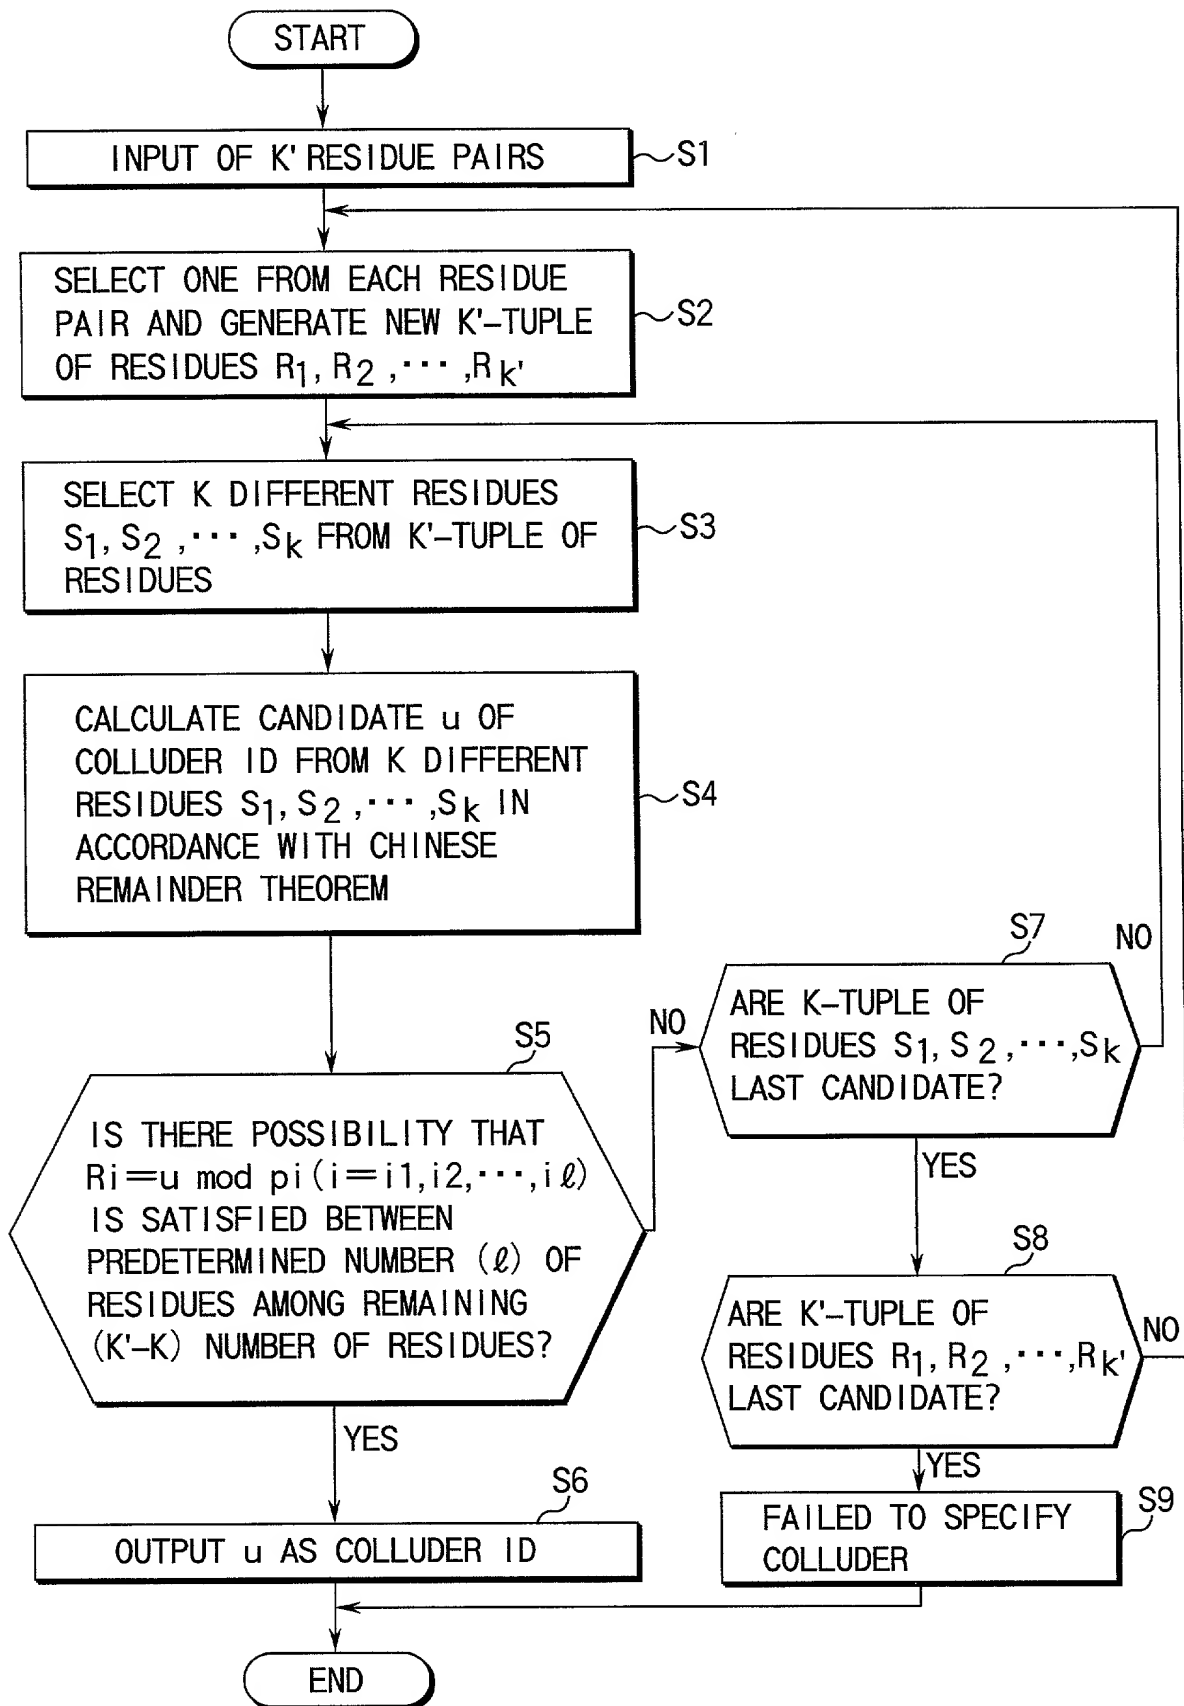 START
INPUT OF K' RESIDUE PAIRS
S1
SELECT ONE FROM EACH RESIDUE
PAIR AND GENERATE NEW K'-TUPLE
OF RESIDUES R1, R2 ,···,Rk'
S2
SELECT K DIFFERENT RESIDUES
S1, S2 ,···,Sk FROM K'-TUPLE OF
RESIDUES
S3
CALCULATE CANDIDATE u OF
COLLUDER ID FROM K DIFFERENT
RESIDUES S1, S2 ,···,Sk IN
ACCORDANCE WITH CHINESE
REMAINDER THEOREM
S4
S5
IS THERE POSSIBILITY THAT
Ri=u mod pi(i=i1,i2,···,iℓ)
IS SATISFIED BETWEEN
PREDETERMINED NUMBER (ℓ) OF
RESIDUES AMONG REMAINING
(K'-K) NUMBER OF RESIDUES?
NO
YES
S6
OUTPUT u AS COLLUDER ID
S7
NO
ARE K-TUPLE OF
RESIDUES S1, S2 ,···,Sk
LAST CANDIDATE?
YES
S8
ARE K'-TUPLE OF
RESIDUES R1, R2 ,···,Rk'
LAST CANDIDATE?
NO
YES
S9
FAILED TO SPECIFY
COLLUDER
END